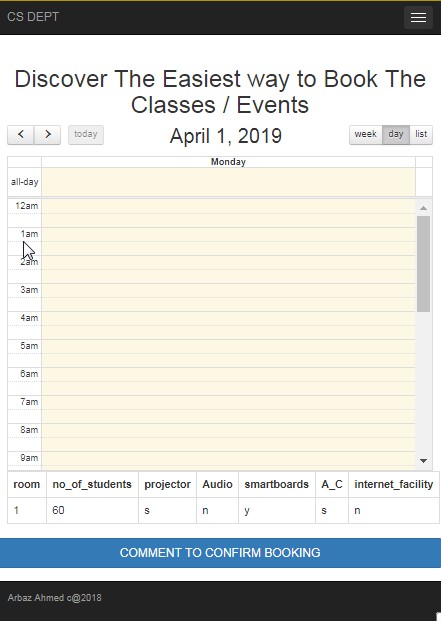 CS DEPT
Discover The Easiest way to Book The
Classes / Events
today
April 1, 2019
week day list
Monday
all-day
12am
1am
2am
3am
4am
5am
6am
7am
8am
9am
room no_of_students projector Audio smartboards A_C internet_facility
1 60 s n y s n
COMMENT TO CONFIRM BOOKING
Arbaz Ahmed c@2018